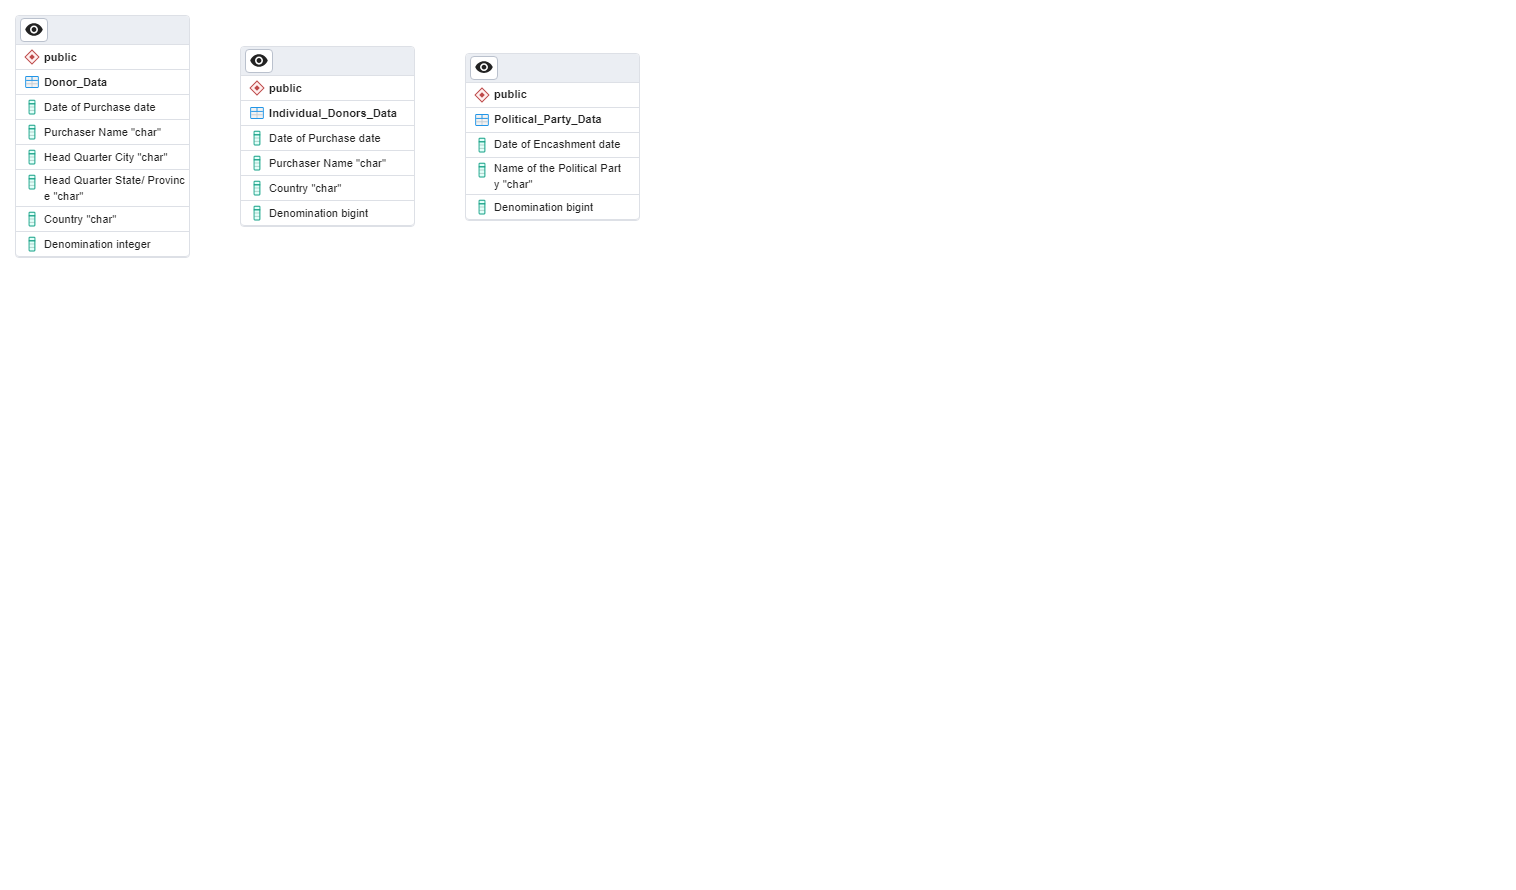 public
Donor_Data
Date of Purchase date
Purchaser Name "char"
Head Quarter City "char"
Head Quarter State/ Provinc
e "char"
Country "char"
Denomination integer
public
Individual_Donors_Data
Date of Purchase date
Purchaser Name "char"
Country "char"
Denomination bigint
public
Political_Party_Data
Date of Encashment date
Name of the Political Part
y "char"
Denomination bigint